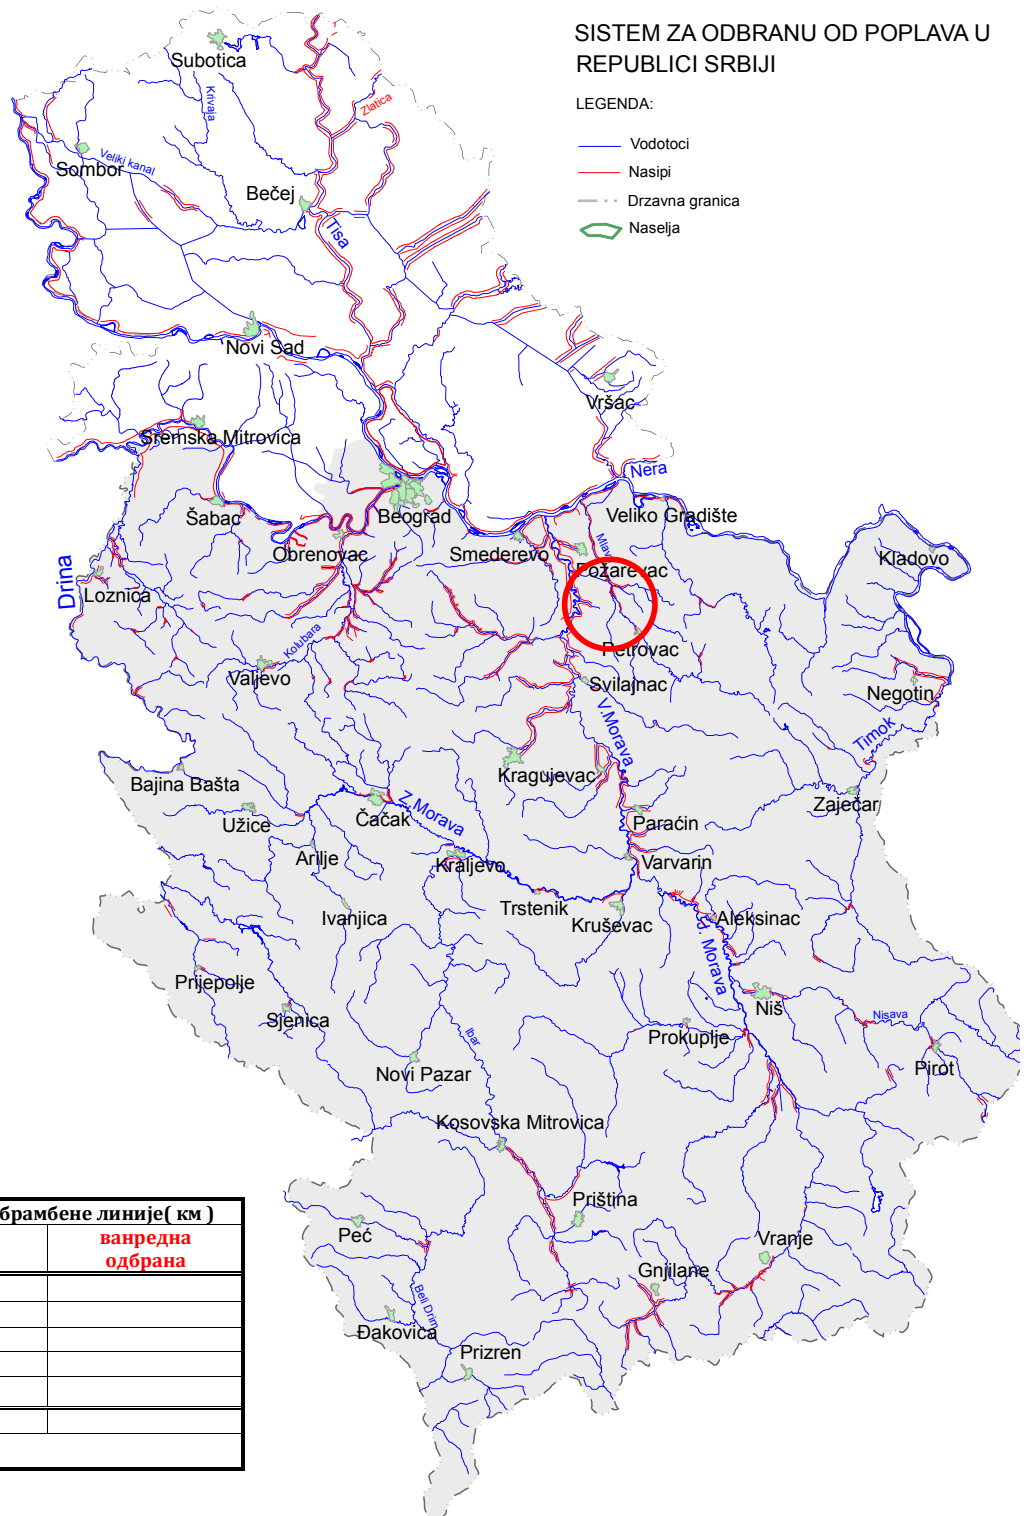 SISTEM ZA ODBRANU OD POPLAVA U
REPUBLICI SRBIJI
LEGENDA:
Vodotoci
Nasipi
Drzavna granica
Naselja
Subotica
Krivaja
Zlatica
Sombor
Veliki kanal
Bečej
Tisa
Novi Sad
Vršac
Sremska Mitrovica
Nera
Šabac
Beograd
Veliko Gradište
Obrenovac
Smederevo
Kladovo
Požarevac
Drina
Loznica
Kolubara
Petrovac
Valjevo
Svilajnac
Negotin
V.Morava
Timok
Bajina Bašta
Kragujevac
Zaječar
Užice
Čačak
Z.Morava
Paraćin
Arilje
Kraljevo
Varvarin
Ivanjica
Trstenik
Kruševac
Aleksinac
J. Morava
Prijepolje
Sjenica
Niš
Nisava
Ibar
Prokuplje
Novi Pazar
Pirot
Kosovska Mitrovica
Priština
Peć
Vranje
Gnjilane
Beli Drim
Đakovica
Prizren
брамбене линије( км )
ванредна
одбрана